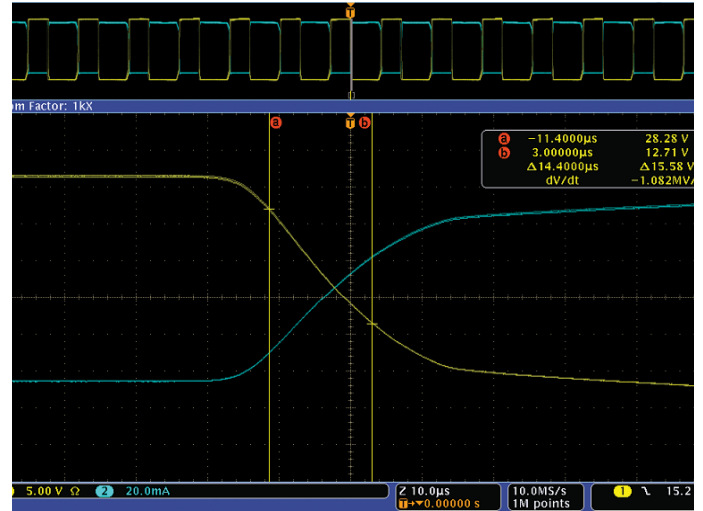 T
om Factor: 1kX
a T b
a −11.4000µs 28.28 V
b 3.00000µs 12.71 V
Δ14.4000µs Δ15.58 V
dV/dt −1.082MV/
5.00 V Ω 2 20.0mA
Z 10.0µs
T→▼0.00000 s
10.0MS/s
1M points
1 15.2